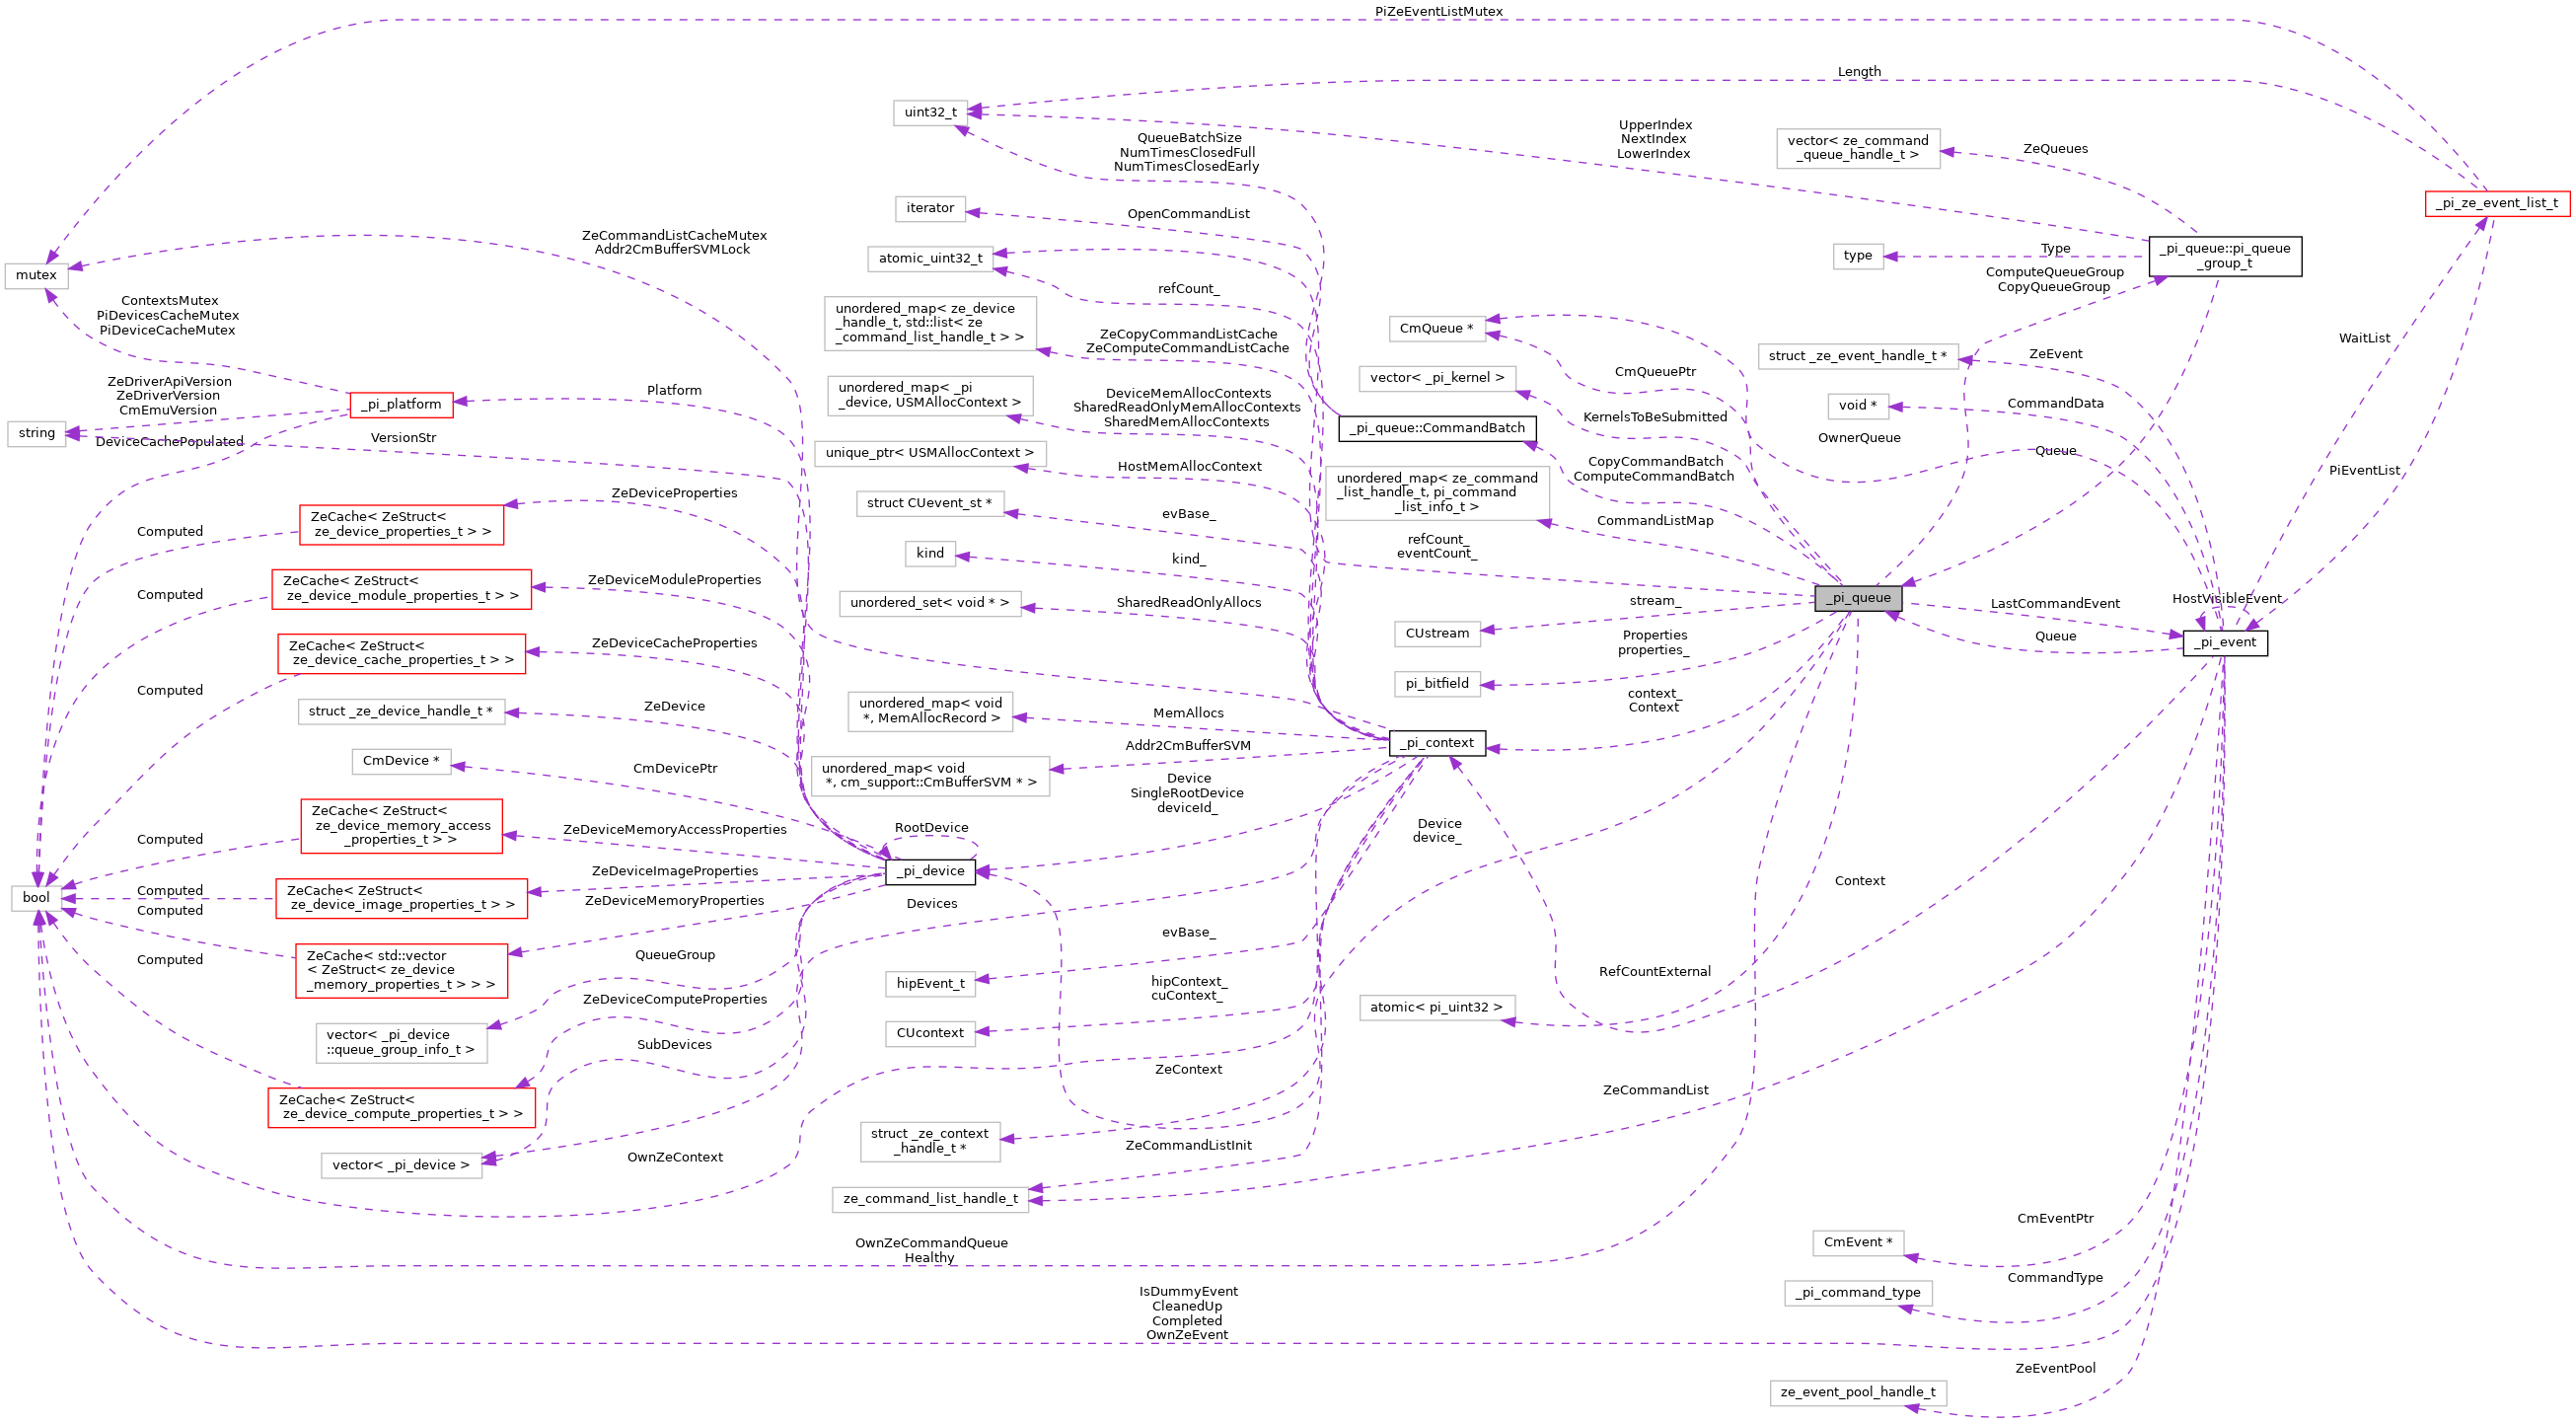 PiZeEventListMutex
Length
uint32_t
UpperIndex
NextIndex
LowerIndex
vector< ze_command
_queue_handle_t >
ZeQueues
QueueBatchSize
NumTimesClosedFull
NumTimesClosedEarly
_pi_ze_event_list_t
iterator
OpenCommandList
ZeCommandListCacheMutex
Addr2CmBufferSVMLock
mutex
atomic_uint32_t
type
Type
_pi_queue::pi_queue
_group_t
ComputeQueueGroup
CopyQueueGroup
refCount_
ContextsMutex
PiDevicesCacheMutex
PiDeviceCacheMutex
unordered_map< ze_device
_handle_t, std::list< ze
_command_list_handle_t > >
ZeCopyCommandListCache
ZeComputeCommandListCache
CmQueue *
struct _ze_event_handle_t *
ZeEvent
WaitList
CmQueuePtr
vector< _pi_kernel >
ZeDriverApiVersion
ZeDriverVersion
CmEmuVersion
_pi_platform
Platform
unordered_map< _pi
_device, USMAllocContext >
DeviceMemAllocContexts
SharedReadOnlyMemAllocContexts
SharedMemAllocContexts
void *
CommandData
KernelsToBeSubmitted
_pi_queue::CommandBatch
string
DeviceCachePopulated
VersionStr
OwnerQueue
Queue
unique_ptr< USMAllocContext >
HostMemAllocContext
CopyCommandBatch
ComputeCommandBatch
PiEventList
unordered_map< ze_command
_list_handle_t, pi_command
_list_info_t >
CommandListMap
ZeDeviceProperties
ZeCache< ZeStruct<
ze_device_properties_t > >
Computed
struct CUevent_st *
evBase_
kind
kind_
refCount_
eventCount_
ZeCache< ZeStruct<
ze_device_module_properties_t > >
ZeDeviceModuleProperties
Computed
unordered_set< void * >
SharedReadOnlyAllocs
_pi_queue
stream_
CUstream
LastCommandEvent
HostVisibleEvent
Queue
_pi_event
ZeCache< ZeStruct<
ze_device_cache_properties_t > >
ZeDeviceCacheProperties
Computed
Properties
properties_
pi_bitfield
struct _ze_device_handle_t *
ZeDevice
unordered_map< void
*, MemAllocRecord >
MemAllocs
context_
Context
_pi_context
CmDevice *
CmDevicePtr
unordered_map< void
*, cm_support::CmBufferSVM * >
Addr2CmBufferSVM
Device
SingleRootDevice
deviceId_
ZeCache< ZeStruct<
ze_device_memory_access
_properties_t > >
ZeDeviceMemoryAccessProperties
Computed
RootDevice
Device
device_
_pi_device
ZeCache< ZeStruct<
ze_device_image_properties_t > >
ZeDeviceImageProperties
Computed
bool
Computed
ZeDeviceMemoryProperties
Devices
Context
ZeCache< std::vector
< ZeStruct< ze_device
_memory_properties_t > > >
Computed
QueueGroup
evBase_
hipEvent_t
RefCountExternal
hipContext_
cuContext_
atomic< pi_uint32 >
ZeDeviceComputeProperties
vector< _pi_device
::queue_group_info_t >
SubDevices
CUcontext
ZeContext
ZeCommandList
ZeCache< ZeStruct<
ze_device_compute_properties_t > >
struct _ze_context
_handle_t *
vector< _pi_device >
OwnZeContext
ZeCommandListInit
ze_command_list_handle_t
CmEventPtr
CmEvent *
OwnZeCommandQueue
Healthy
CommandType
_pi_command_type
IsDummyEvent
CleanedUp
Completed
OwnZeEvent
ZeEventPool
ze_event_pool_handle_t